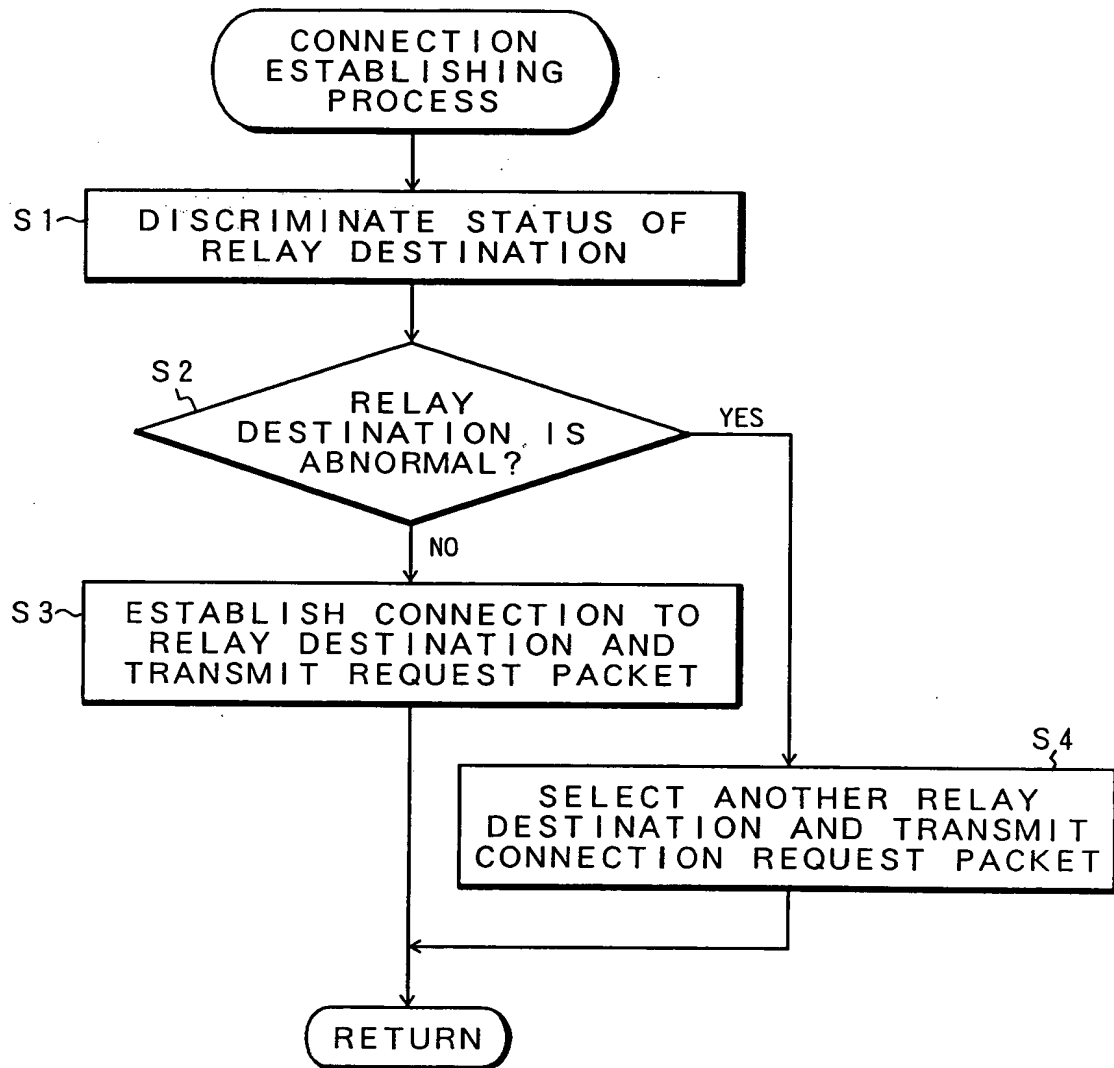 CONNECTION
ESTABLISHING
PROCESS
S1
DISCRIMINATE STATUS OF
RELAY DESTINATION
S2
RELAY
DESTINATION IS
ABNORMAL?
YES
NO
S3
ESTABLISH CONNECTION TO
RELAY DESTINATION AND
TRANSMIT REQUEST PACKET
S4
SELECT ANOTHER RELAY
DESTINATION AND TRANSMIT
CONNECTION REQUEST PACKET
RETURN